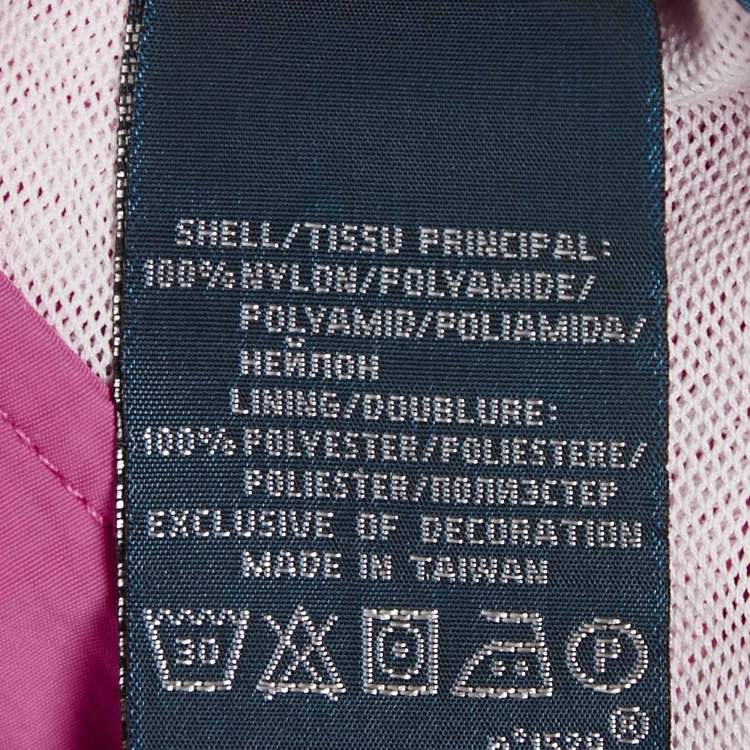 SHELL/TISSU PRINCIPAL:
100% NYLON/POLYAMIDE/
POLYAMID/POLIAMIDA/
НЕЙЛОН
LINING/DOUBLURE:
100% POLYESTER/POLIESTERE/
POLIESTER/ПОЛИЭСТЕР
EXCLUSIVE OF DECORATION
MADE IN TAIWAN
30 P
®